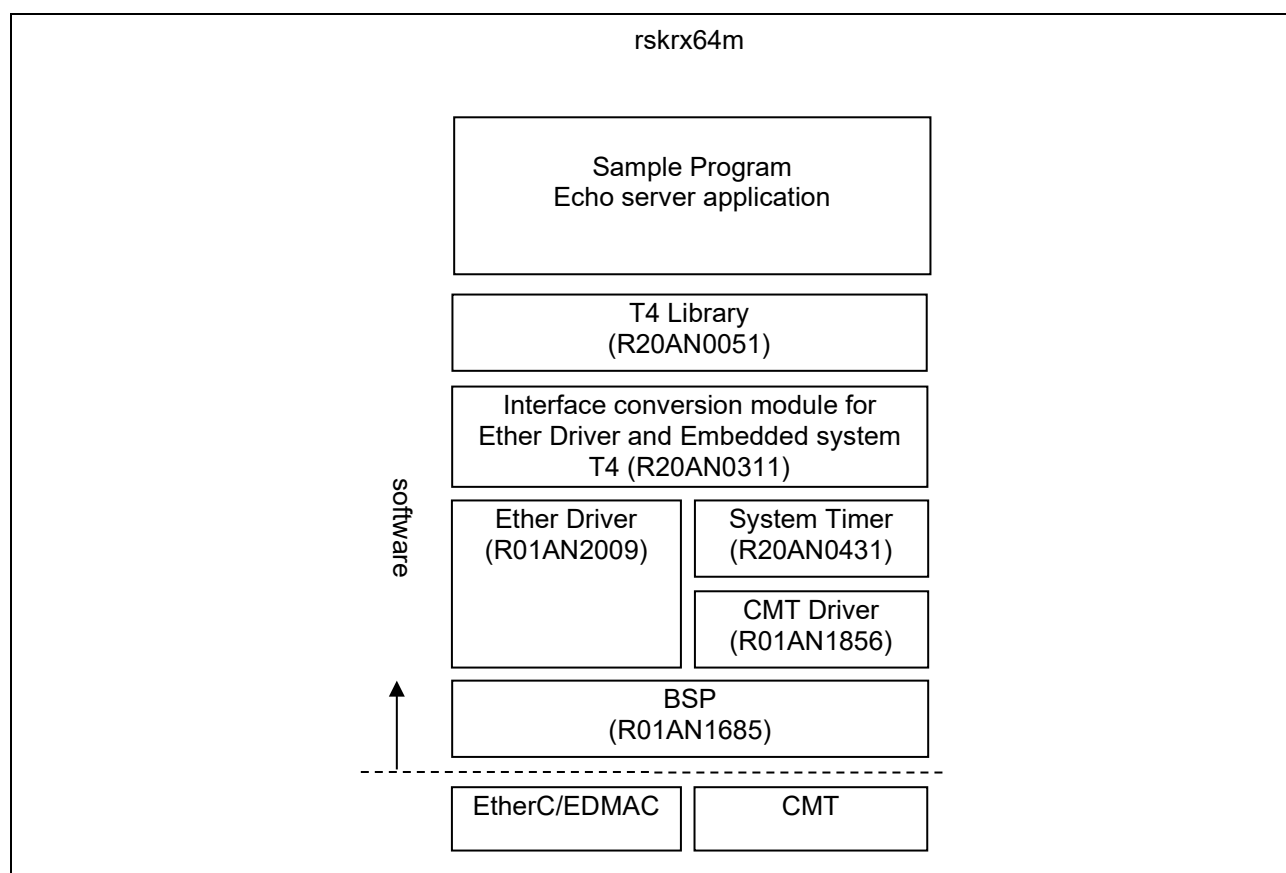 rskrx64m
Sample Program
Echo server application
T4 Library
(R20AN0051)
Interface conversion module for
Ether Driver and Embedded system
T4 (R20AN0311)
software
Ether Driver
(R01AN2009)
System Timer
(R20AN0431)
CMT Driver
(R01AN1856)
BSP
(R01AN1685)
EtherC/EDMAC
CMT